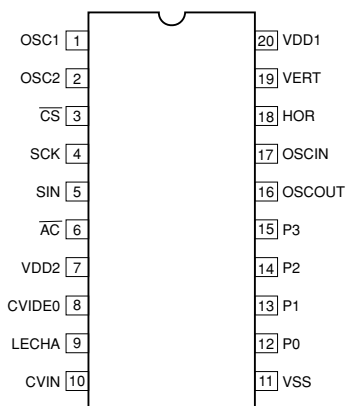 OSC1 1 20 VDD1
OSC2 2 19 VERT
C̅S̅ 3 18 HOR
SCK 4 17 OSCIN
SIN 5 16 OSCOUT
A̅C̅ 6 15 P3
VDD2 7 14 P2
CVIDE0 8 13 P1
LECHA 9 12 P0
CVIN 10 11 VSS